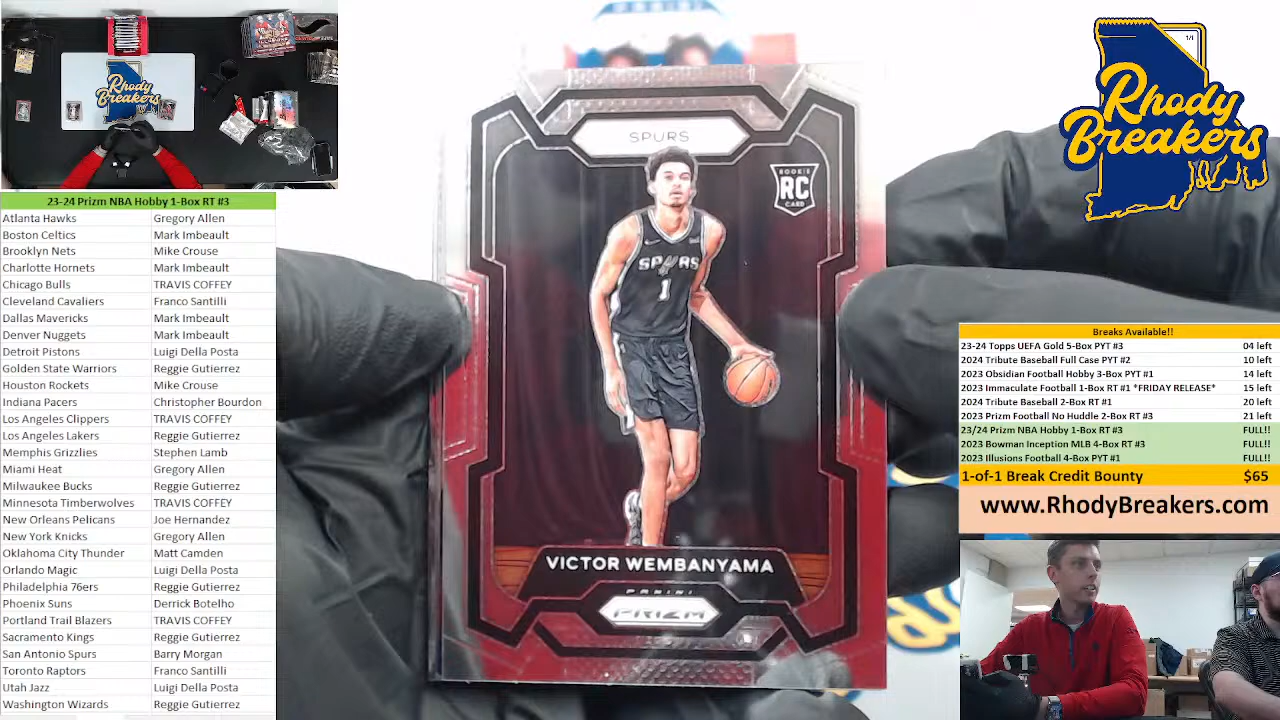 Rhody
Breakers
23-24 Prizm NBA Hobby 1-Box RT #3
Atlanta Hawks Gregory Allen
Boston Celtics Mark Imbeault
Brooklyn Nets Mike Crouse
Charlotte Hornets Mark Imbeault
Chicago Bulls TRAVIS COFFEY
Cleveland Cavaliers Franco Santilli
Dallas Mavericks Mark Imbeault
Denver Nuggets Mark Imbeault
Detroit Pistons Luigi Della Posta
Golden State Warriors Reggie Gutierrez
Houston Rockets Mike Crouse
Indiana Pacers Christopher Bourdon
Los Angeles Clippers TRAVIS COFFEY
Los Angeles Lakers Reggie Gutierrez
Memphis Grizzlies Stephen Lamb
Miami Heat Gregory Allen
Milwaukee Bucks Reggie Gutierrez
Minnesota Timberwolves TRAVIS COFFEY
New Orleans Pelicans Joe Hernandez
New York Knicks Gregory Allen
Oklahoma City Thunder Matt Camden
Orlando Magic Luigi Della Posta
Philadelphia 76ers Reggie Gutierrez
Phoenix Suns Derrick Botelho
Portland Trail Blazers TRAVIS COFFEY
Sacramento Kings Reggie Gutierrez
San Antonio Spurs Barry Morgan
Toronto Raptors Franco Santilli
Utah Jazz Luigi Della Posta
Washington Wizards Reggie Gutierrez
SPURS
ROOKIE
RC
CARD
SPURS
1
VICTOR WEMBANYAMA
PANINI
PRIZM
1/1
Rhody
Breakers
Breaks Available!!
23-24 Topps UEFA Gold 5-Box PYT #3 04 left
2024 Tribute Baseball Full Case PYT #2 10 left
2023 Obsidian Football Hobby 3-Box PYT #1 14 left
2023 Immaculate Football 1-Box RT #1 *FRIDAY RELEASE* 15 left
2024 Tribute Baseball 2-Box RT #1 20 left
2023 Prizm Football No Huddle 2-Box RT #3 21 left
23/24 Prizm NBA Hobby 1-Box RT #3 FULL!!
2023 Bowman Inception MLB 4-Box RT #3 FULL!!
2023 Illusions Football 4-Box PYT #1 FULL!!
1-of-1 Break Credit Bounty $65
www.RhodyBreakers.com